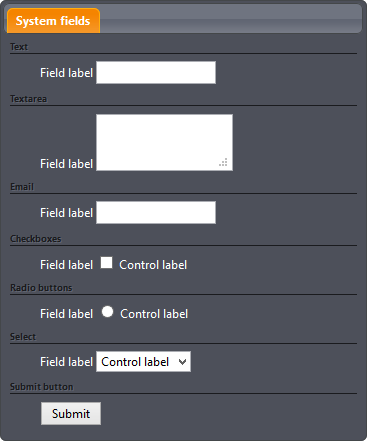 System fields
Text
Field label
Textarea
Field label
Email
Field label
Checkboxes
Field label Control label
Radio buttons
Field label Control label
Select
Field label Control label
Submit button
Submit